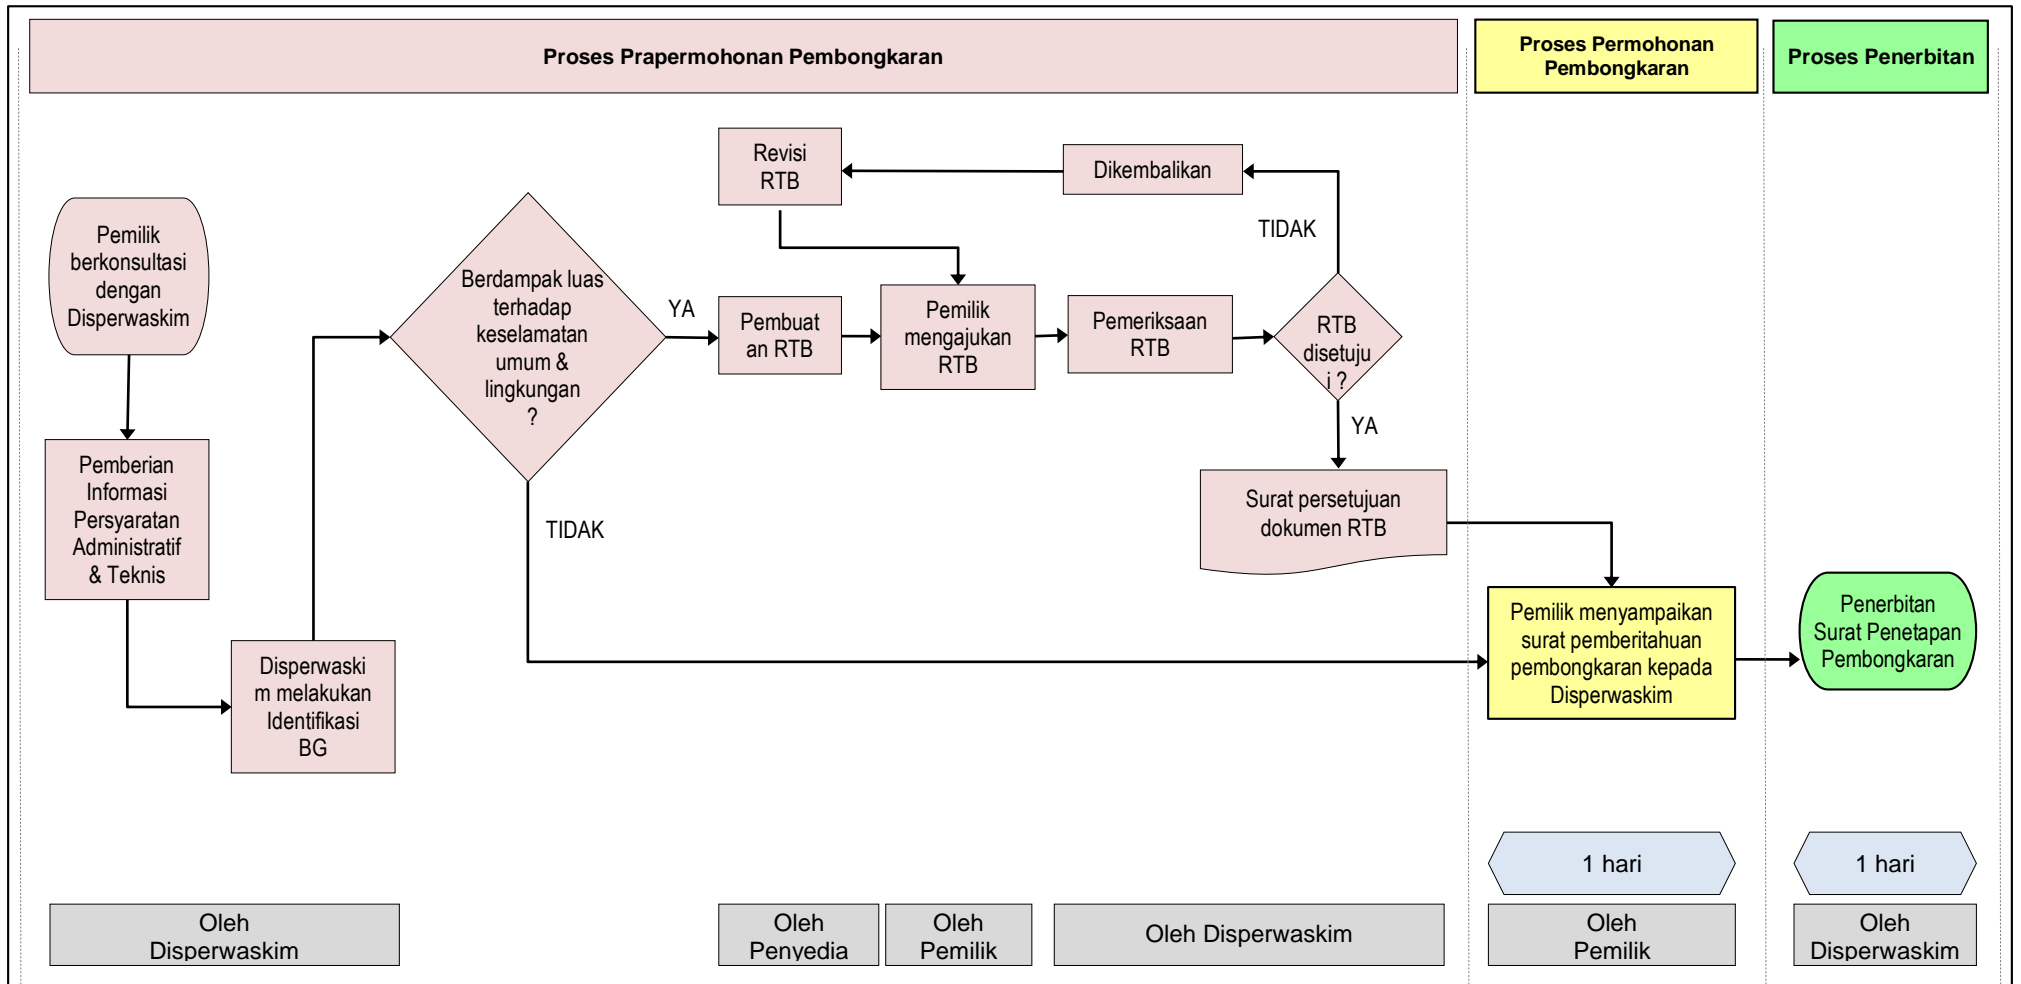 Proses Prapermohonan Pembongkaran
Proses Permohonan
Pembongkaran
Proses Penerbitan
Pemilik
berkonsultasi
dengan
Disperwaskim
Pemberian
Informasi
Persyaratan
Administratif
& Teknis
Disperwaski
m melakukan
Identifikasi
BG
Berdampak luas
terhadap
keselamatan
umum &
lingkungan
?
YA
TIDAK
Revisi
RTB
Dikembalikan
TIDAK
Pembuat
an RTB
Pemilik
mengajukan
RTB
Pemeriksaan
RTB
RTB
disetuju
i ?
YA
Surat persetujuan
dokumen RTB
Pemilik menyampaikan
surat pemberitahuan
pembongkaran kepada
Disperwaskim
Penerbitan
Surat Penetapan
Pembongkaran
1 hari
1 hari
Oleh
Disperwaskim
Oleh
Penyedia
Oleh
Pemilik
Oleh Disperwaskim
Oleh
Pemilik
Oleh
Disperwaskim